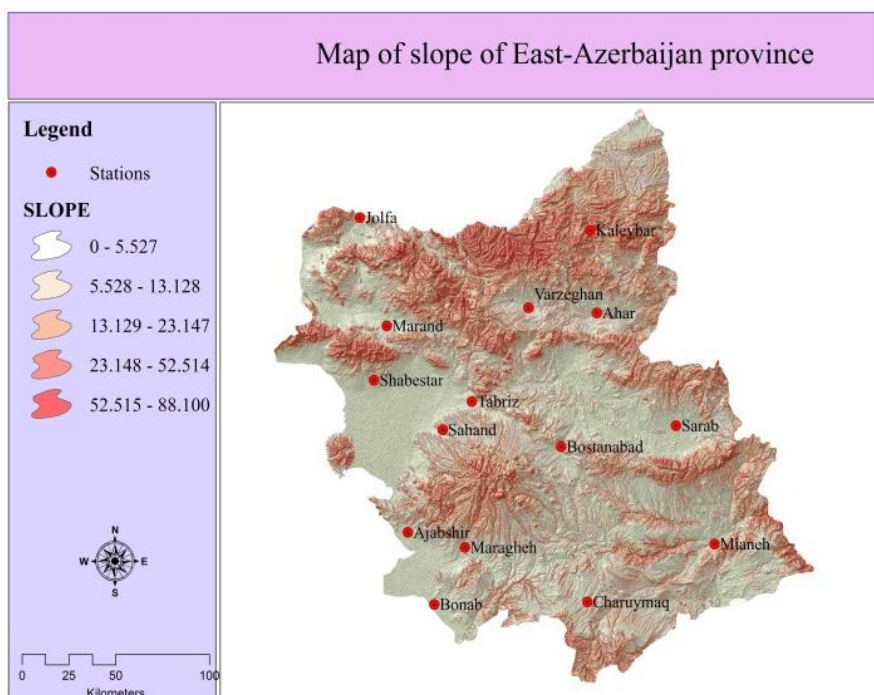 Map of slope of East-Azerbaijan province
Legend
Stations
SLOPE
0 - 5.527
5.528 - 13.128
13.129 - 23.147
23.148 - 52.514
52.515 - 88.100
N
W E
S
0 25 50 100
Kilometers
Jolfa
Kaleybar
Varzeghan
Ahar
Marand
Shabestar
Tabriz
Sarab
Sahand
Bostanabad
Ajabshir
Maragheh
Mianeh
Bonab
Charuymaq